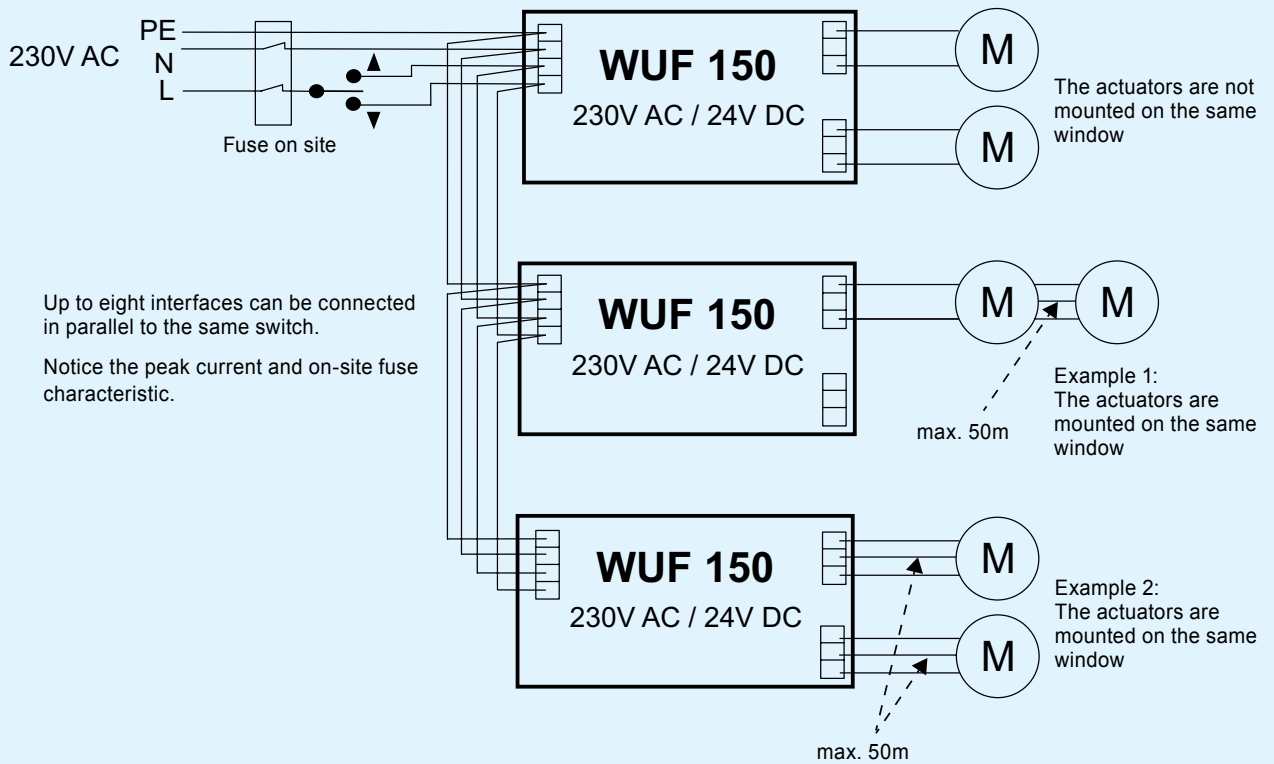 230V AC
PE
N
L
Fuse on site
WUF 150
230V AC / 24V DC
M
M
The actuators are not
mounted on the same
window
Up to eight interfaces can be connected
in parallel to the same switch.
Notice the peak current and on-site fuse
characteristic.
WUF 150
230V AC / 24V DC
M
M
max. 50m
Example 1:
The actuators are
mounted on the same
window
WUF 150
230V AC / 24V DC
M
M
Example 2:
The actuators are
mounted on the same
window
max. 50m